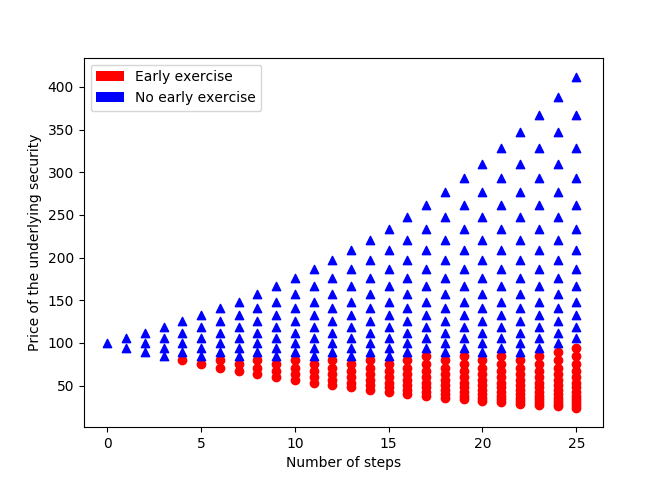 Early exercise
No early exercise
Price of the underlying security
400
350
300
250
200
150
100
50
0 5 10 15 20 25
Number of steps